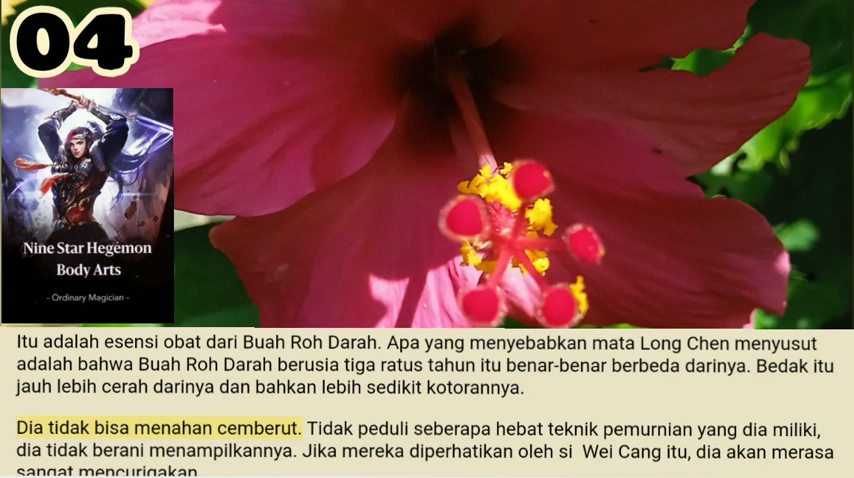 04
Nine Star Hegemon
Body Arts
- Ordinary Magician -
Itu adalah esensi obat dari Buah Roh Darah. Apa yang menyebabkan mata Long Chen menyusut
adalah bahwa Buah Roh Darah berusia tiga ratus tahun itu benar-benar berbeda darinya. Bedak itu
jauh lebih cerah darinya dan bahkan lebih sedikit kotorannya.
Dia tidak bisa menahan cemberut. Tidak peduli seberapa hebat teknik pemurnian yang dia miliki,
dia tidak berani menampilkannya. Jika mereka diperhatikan oleh si Wei Cang itu, dia akan merasa
sangat mencurigakan